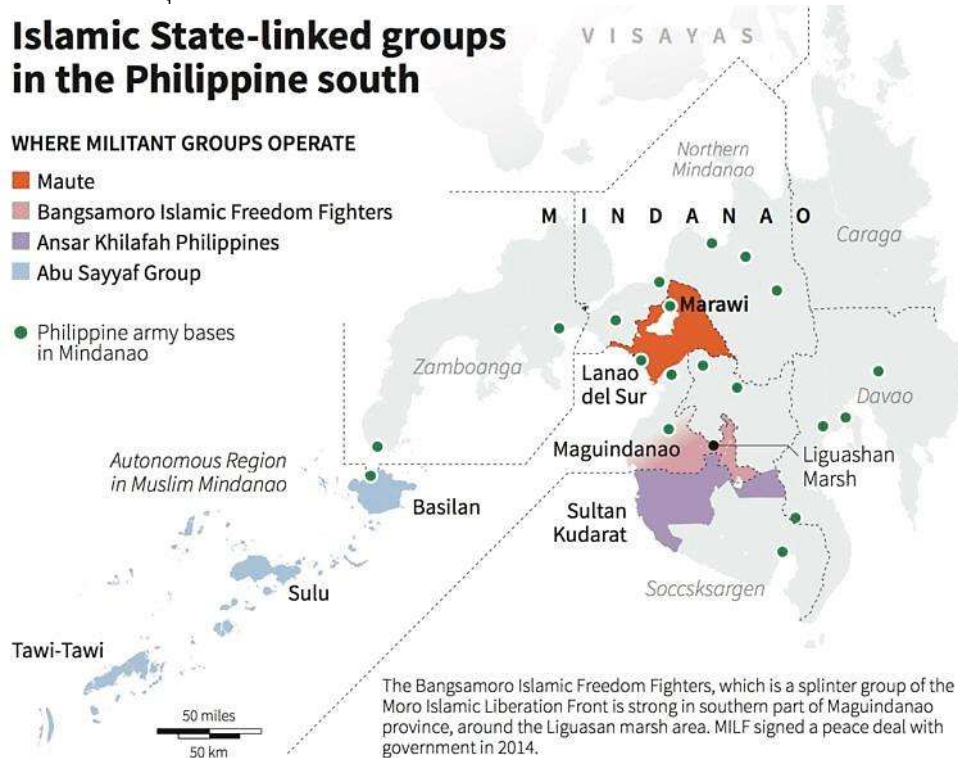 Islamic State-linked groups
in the Philippine south
WHERE MILITANT GROUPS OPERATE
Maute
Bangsamoro Islamic Freedom Fighters
Ansar Khilafah Philippines
Abu Sayyaf Group
Philippine army bases
in Mindanao
VISAYAS
Northern
Mindanao
MINDANAO
Caraga
Marawi
Zamboanga
Lanao
del Sur
Davao
Maguindanao
Liguashan
Marsh
Autonomous Region
in Muslim Mindanao
Basilan
Sultan
Kudarat
Sulu
Soccsksargen
Tawi-Tawi
50 miles
50 km
The Bangsamoro Islamic Freedom Fighters, which is a splinter group of the
Moro Islamic Liberation Front is strong in southern part of Maguindanao
province, around the Liguasan marsh area. MILF signed a peace deal with
government in 2014.